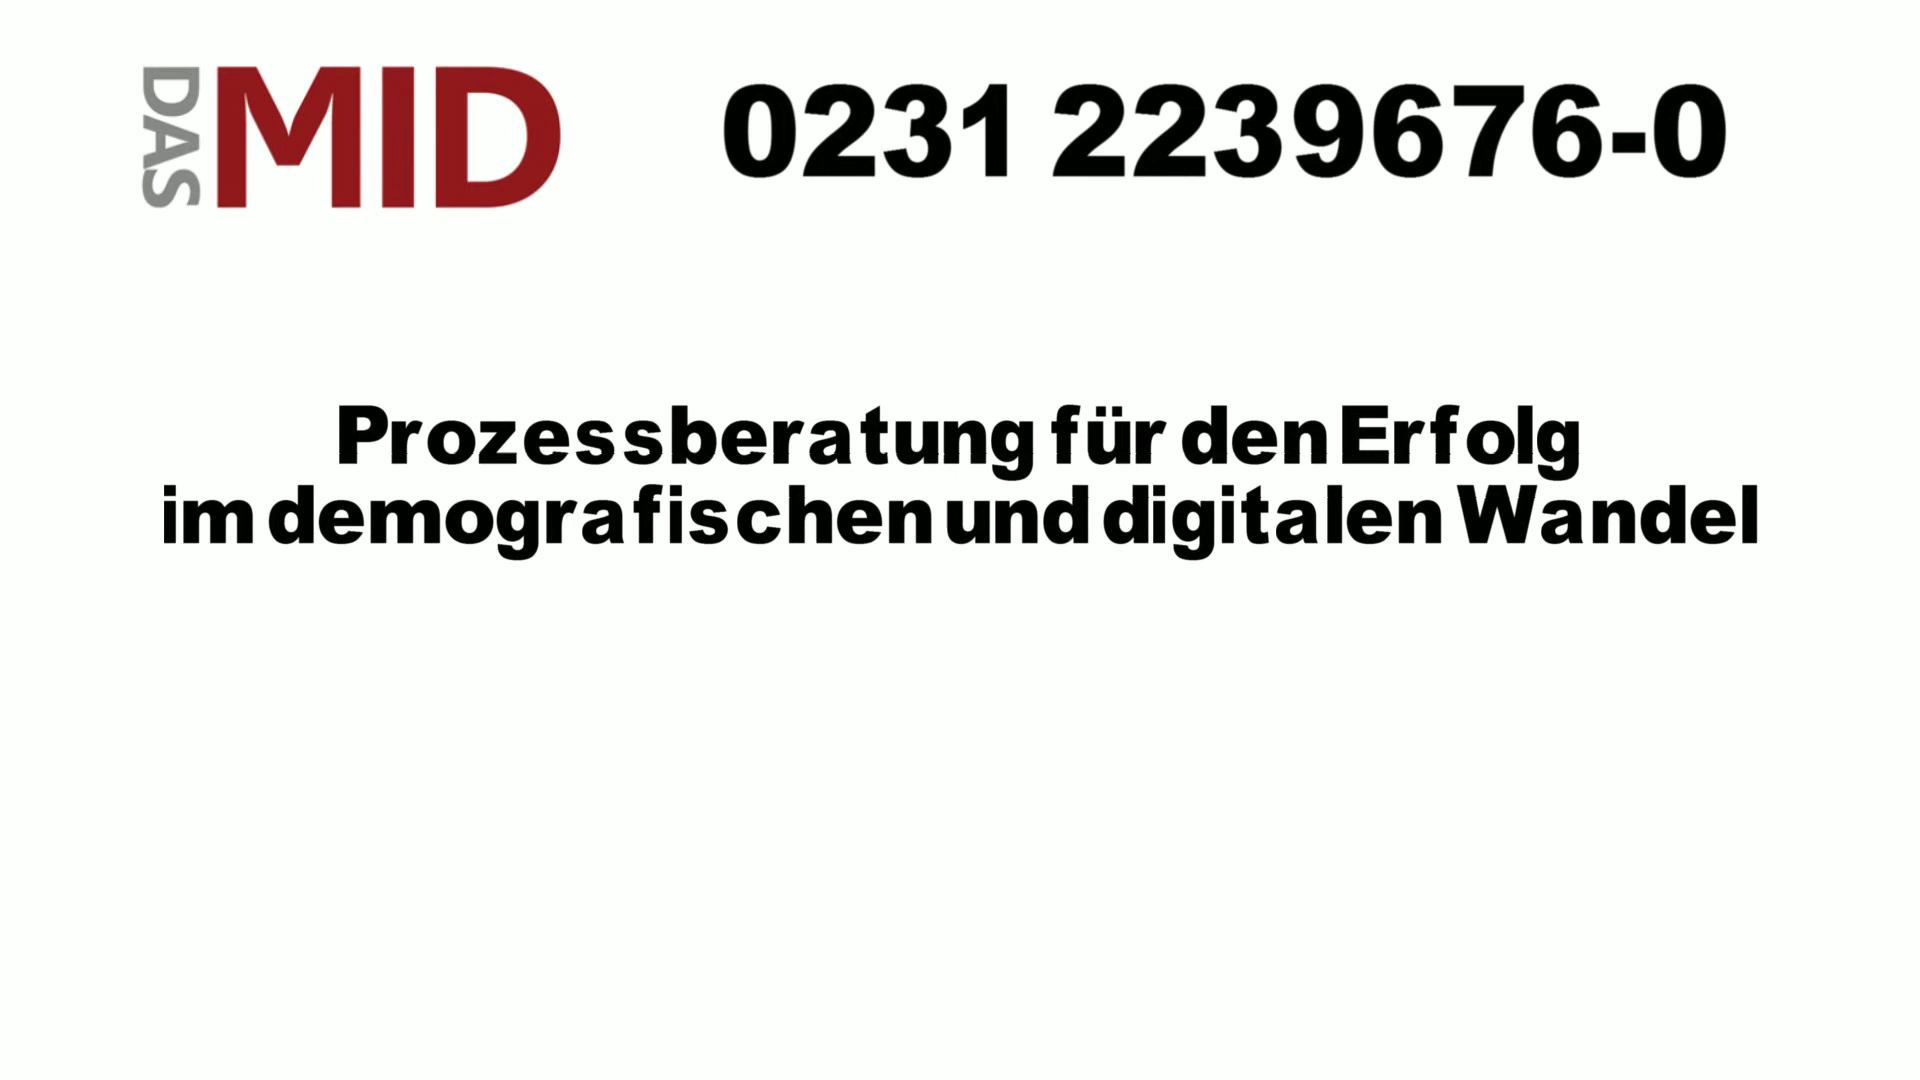 DAS MID
0231 2239676-0
Prozessberatung für den Erfolg
im demografischen und digitalen Wandel